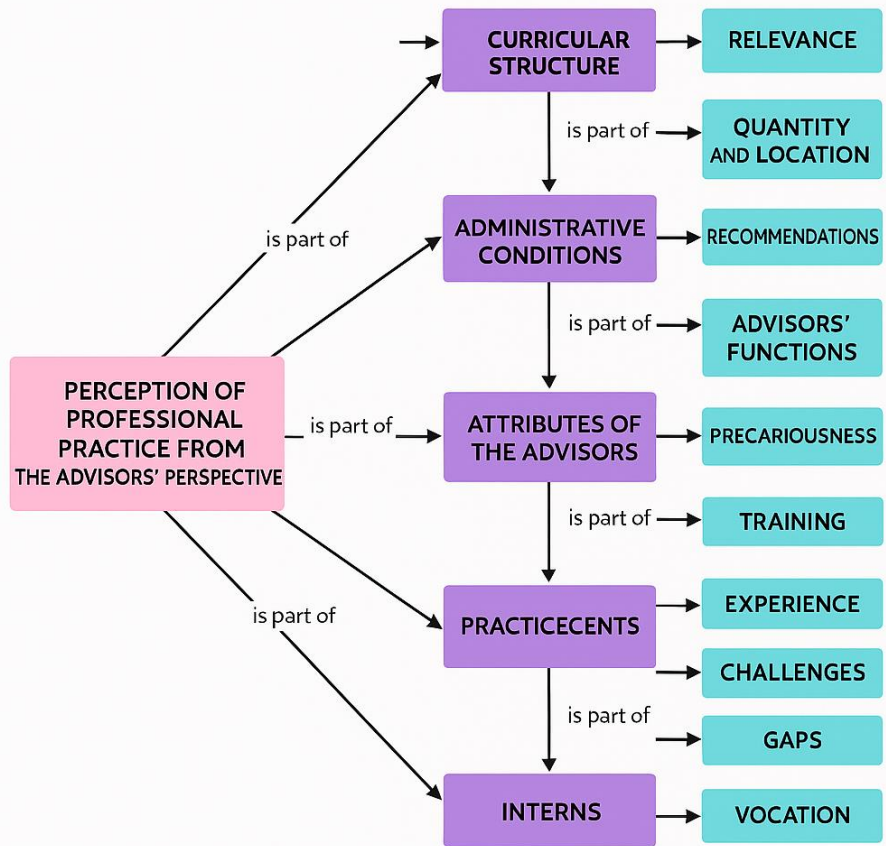 CURRICULAR
STRUCTURE
RELEVANCE
is part of
QUANTITY
AND LOCATION
is part of
ADMINISTRATIVE
CONDITIONS
RECOMMENDATIONS
is part of
ADVISORS'
FUNCTIONS
PERCEPTION OF
PROFESSIONAL
PRACTICE FROM
THE ADVISORS' PERSPECTIVE
is part of
ATTRIBUTES OF
THE ADVISORS
PRECARIOUSNESS
is part of
TRAINING
is part of
PRACTICECENTS
EXPERIENCE
CHALLENGES
is part of
GAPS
INTERNS
VOCATION